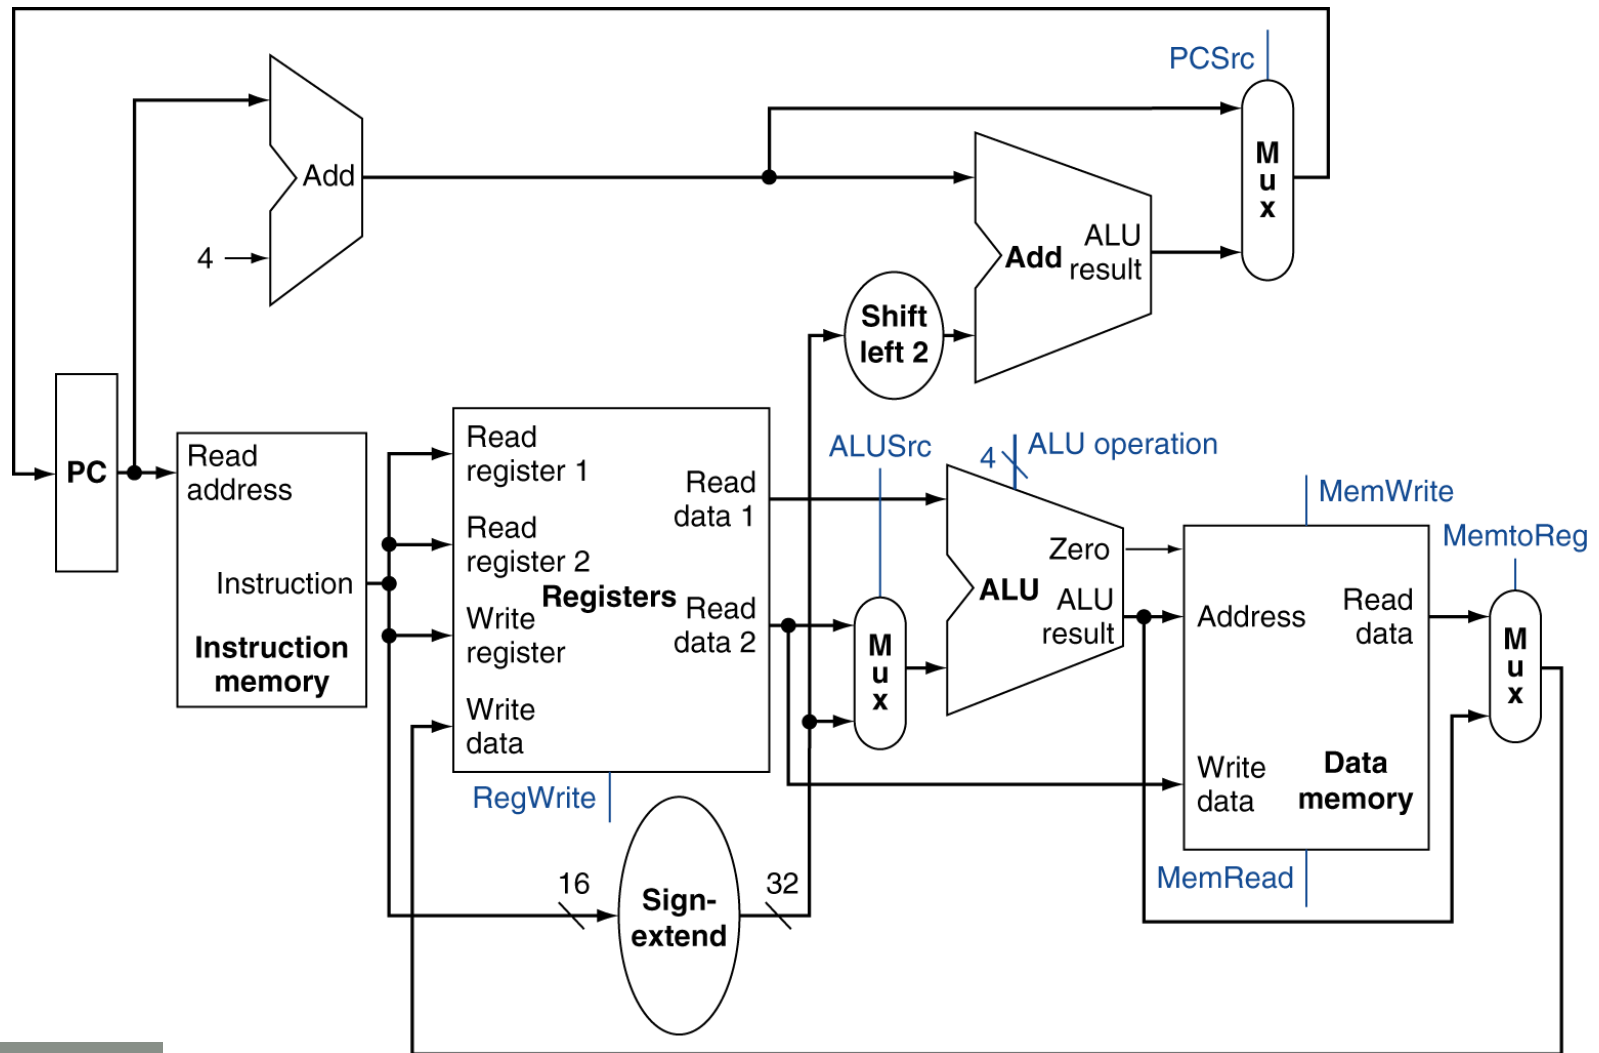 PCSrc
M
u
x
Add
4
ALU
result
Add
Shift
left 2
PC
Read
address
Instruction
Instruction
memory
Read
register 1
Read
register 2
Write
register
Write
data
Registers
Read
data 1
Read
data 2
RegWrite
16
Sign-
extend
32
ALUSrc
M
u
x
4
ALU operation
Zero
ALU
ALU
result
MemWrite
Address
Read
data
Write
data
Data
memory
MemRead
MemtoReg
M
u
x